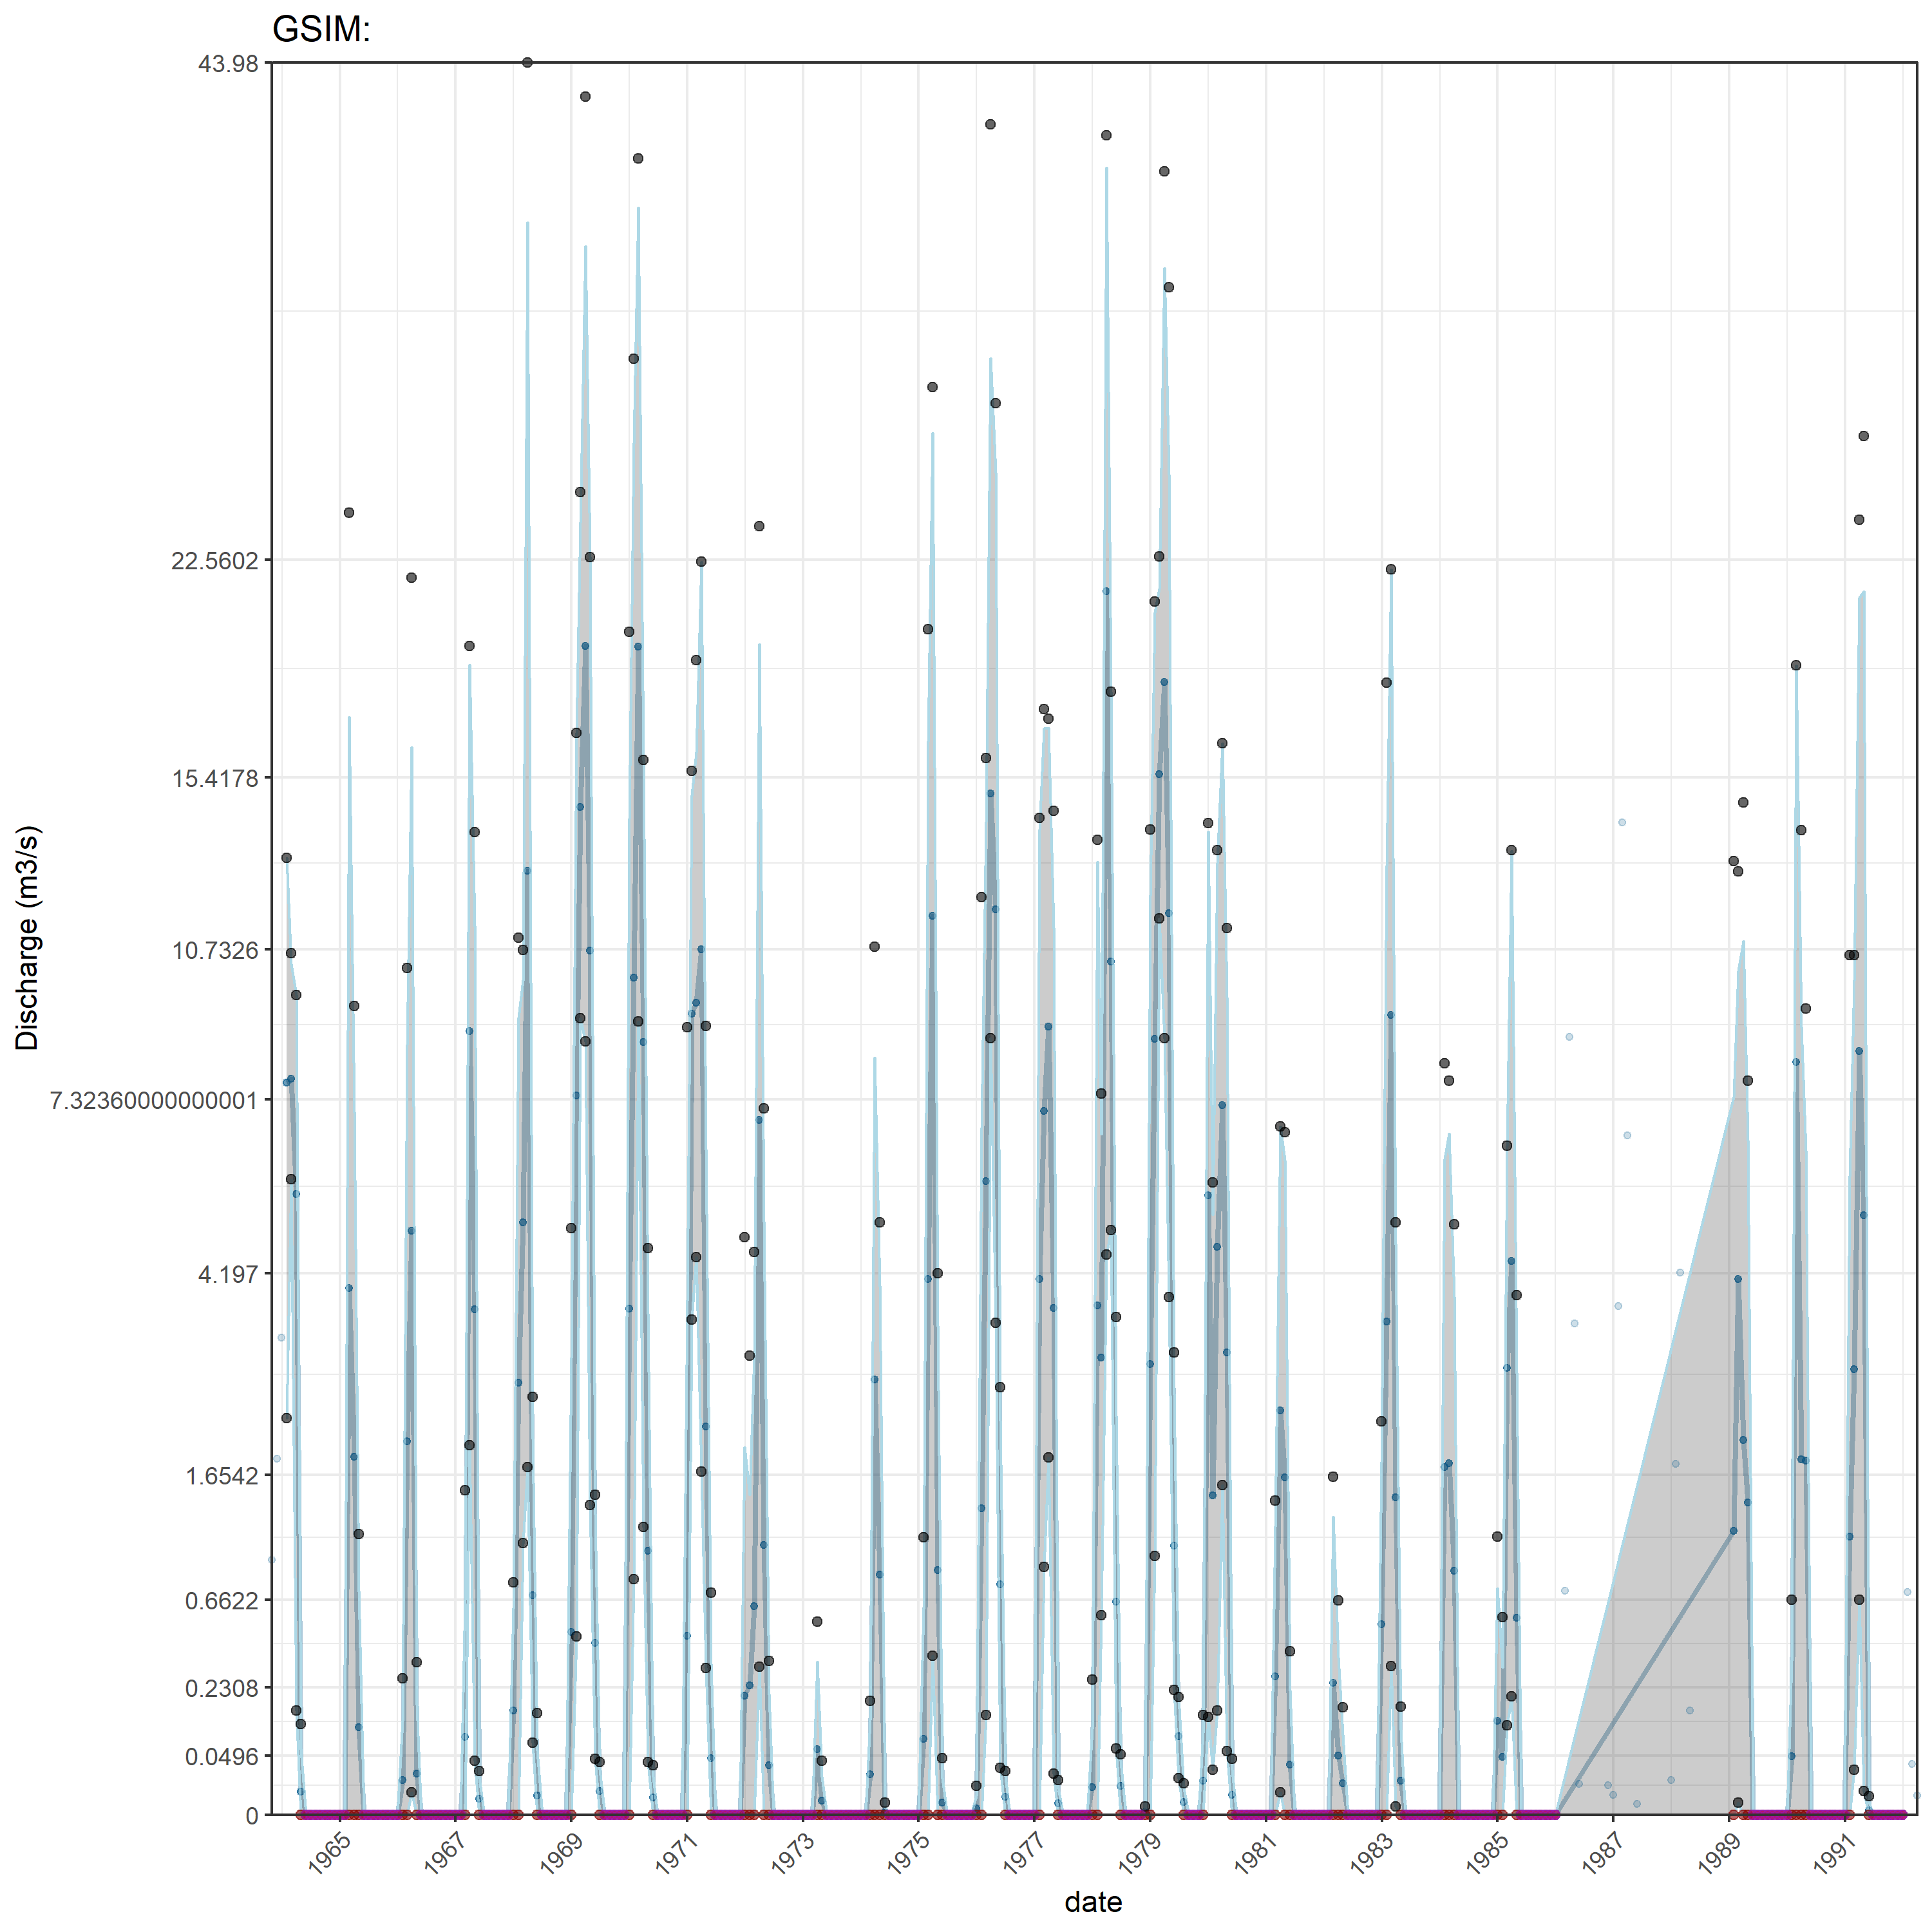 GSIM:
43.98
22.5602
15.4178
10.7326
7.32360000000001
4.197
1.6542
0.6622
0.2308
0.0496
0
Discharge (m3/s)
1965 1967 1969 1971 1973 1975 1977 1979 1981 1983 1985 1987 1989 1991
date